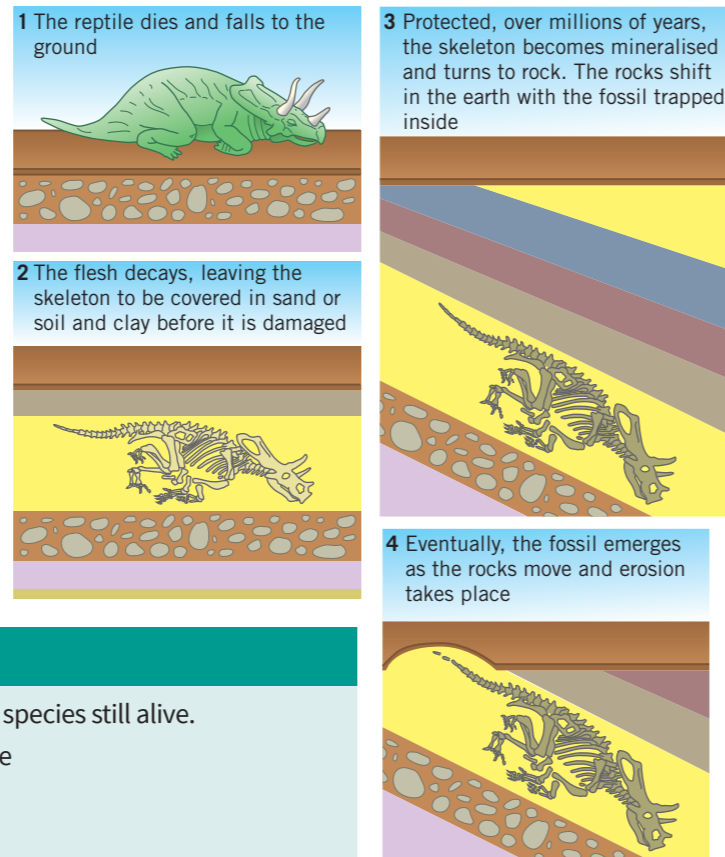 1 The reptile dies and falls to the
ground
2 The flesh decays, leaving the
skeleton to be covered in sand or
soil and clay before it is damaged
3 Protected, over millions of years,
the skeleton becomes mineralised
and turns to rock. The rocks shift
in the earth with the fossil trapped
inside
4 Eventually, the fossil emerges
as the rocks move and erosion
takes place
species still alive.
e